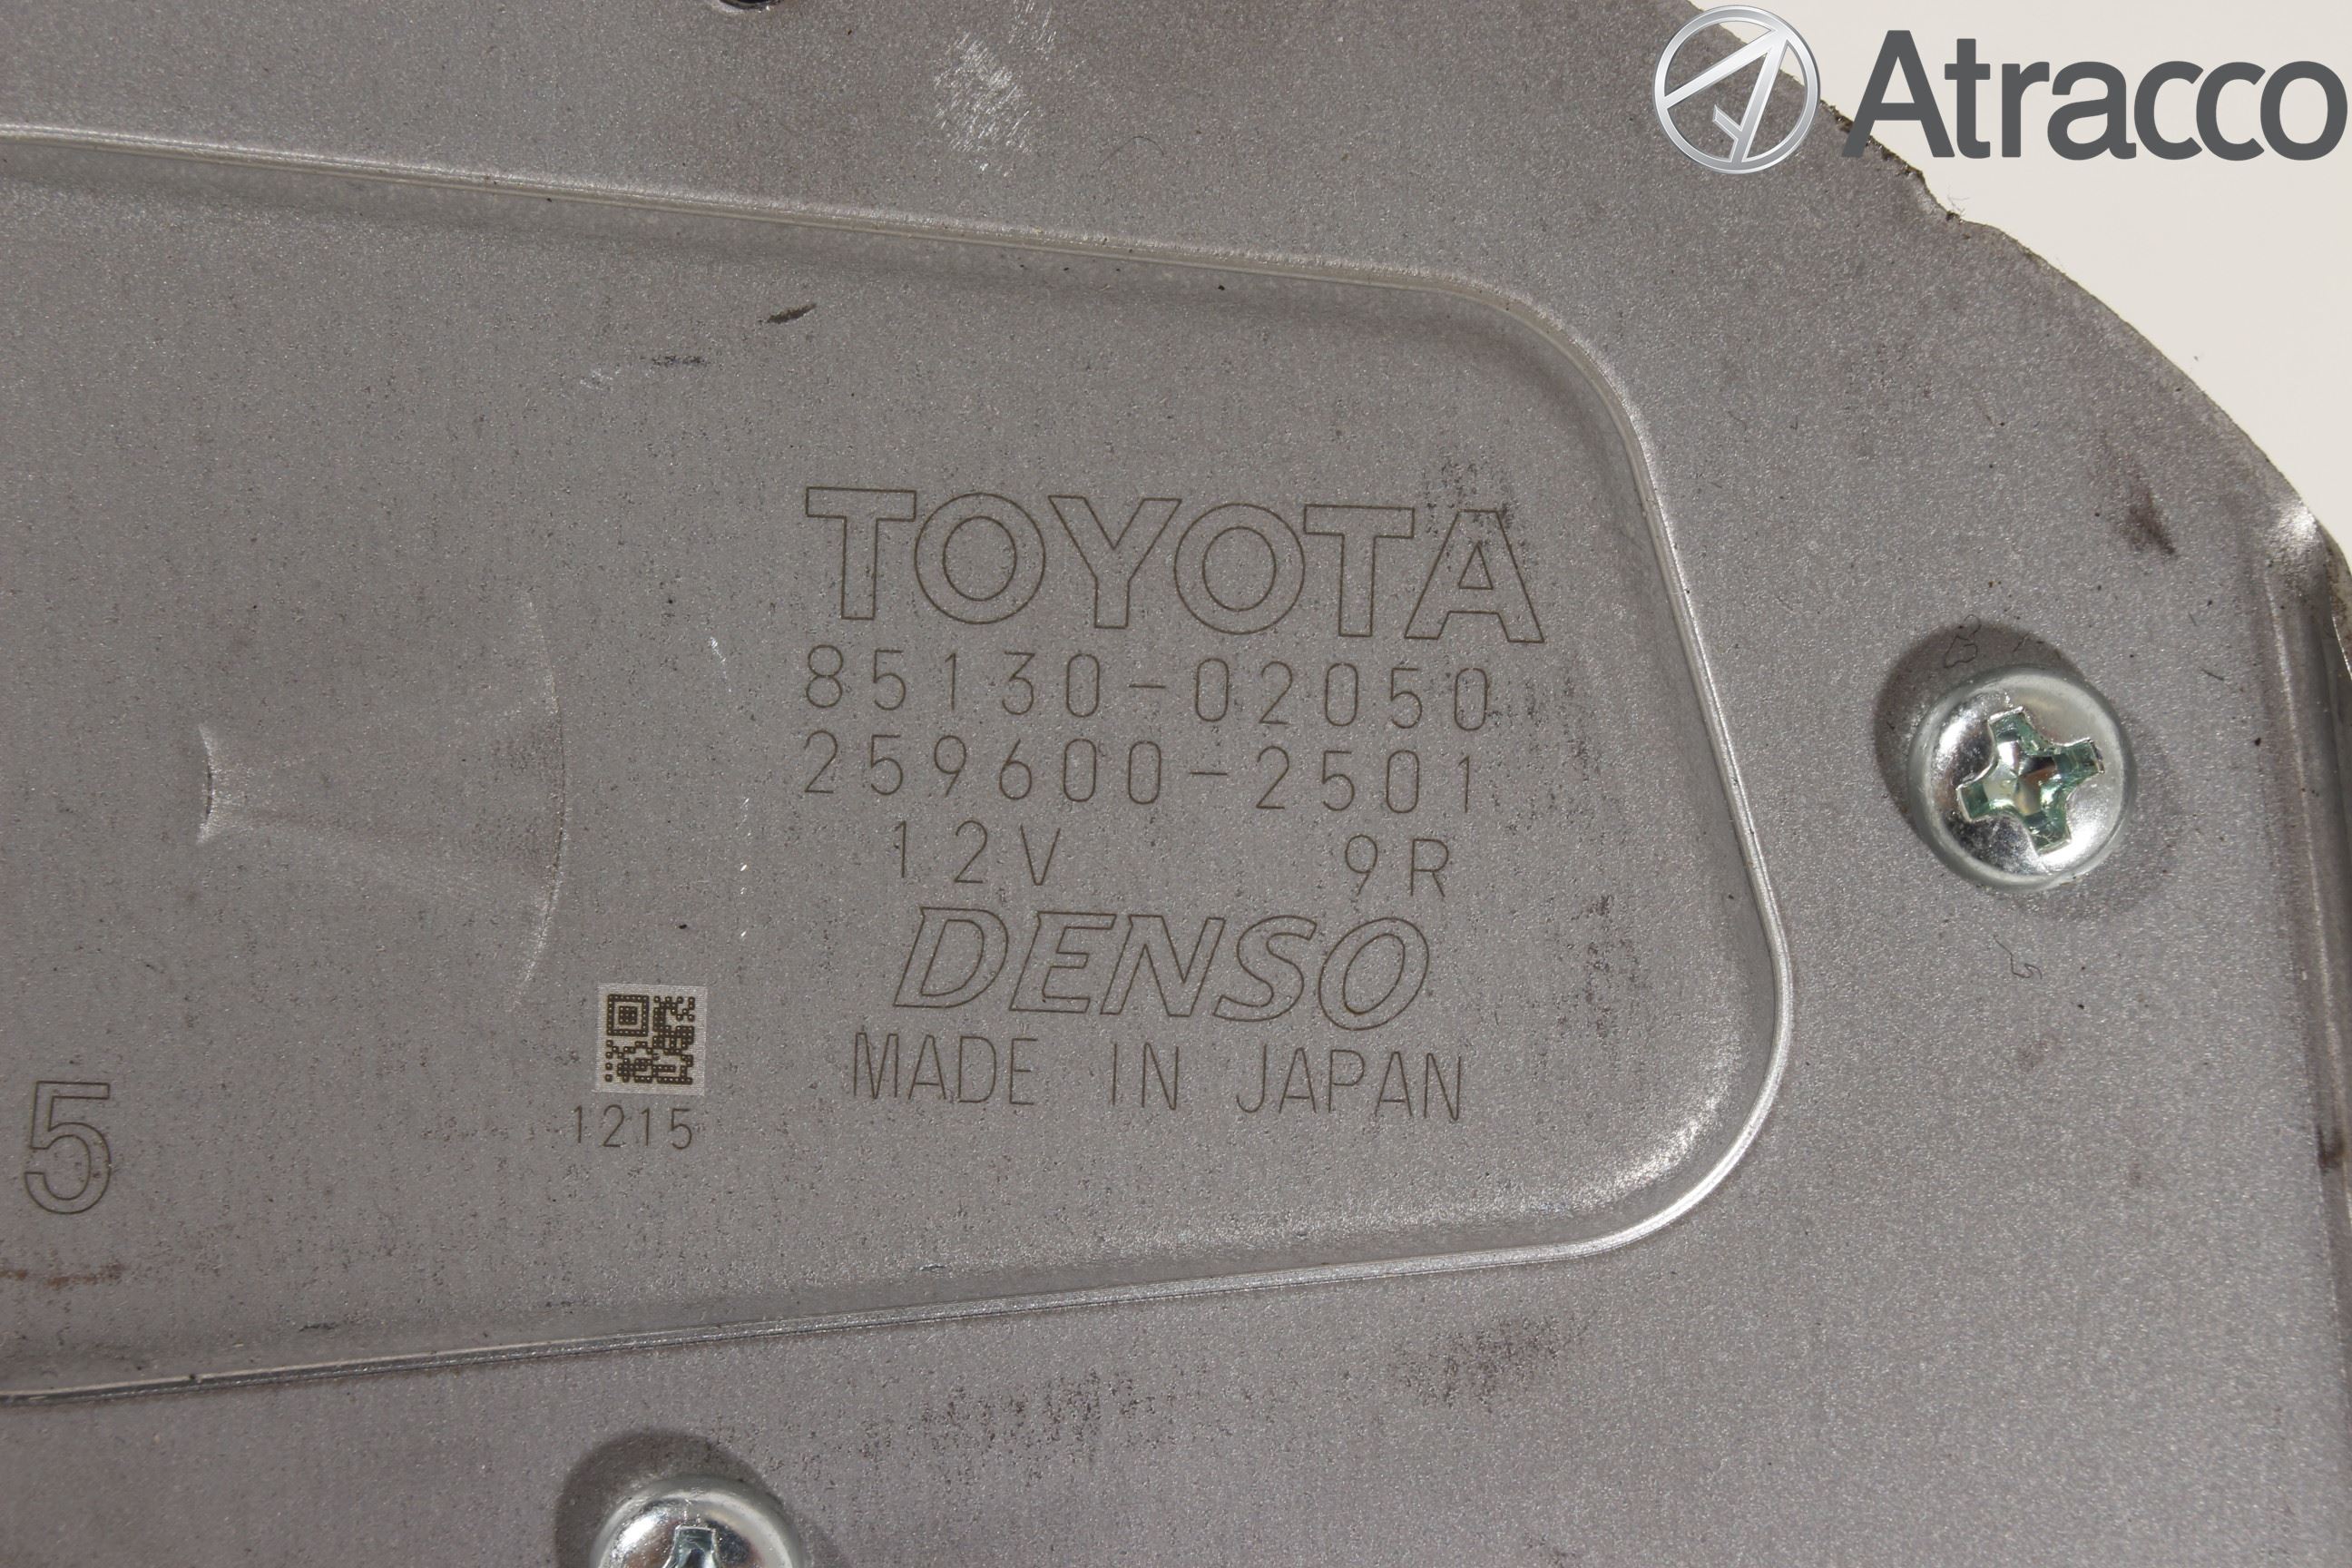 Atracco
TOYOTA
85130-02050
259600-2501
12V 9R
DENSO
MADE IN JAPAN
1215
5